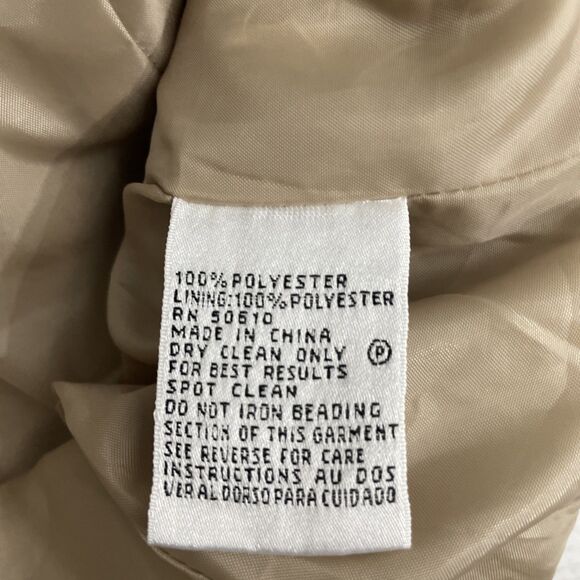 100% POLYESTER
LINING:100% POLYESTER
RN 50610
MADE IN CHINA
DRY CLEAN ONLY Ⓟ
FOR BEST RESULTS
SPOT CLEAN
DO NOT IRON BEADING
SECTION OF THIS GARMENT
SEE REVERSE FOR CARE
INSTRUCTIONS AU DOS
VER AL DORSO PARA CUIDADO